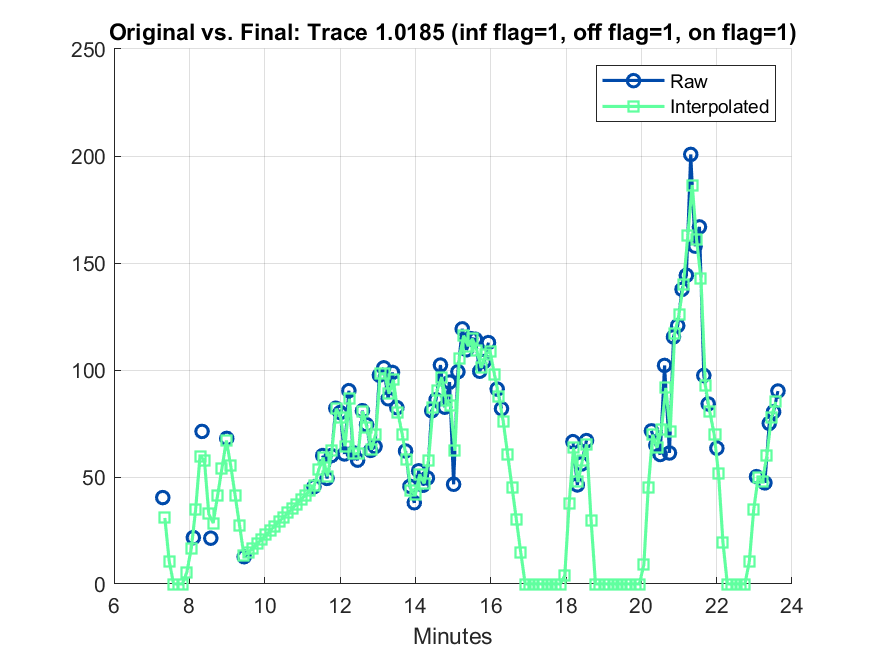 Original vs. Final: Trace 1.0185 (inf flag=1, off flag=1, on flag=1)
250
200
150
100
50
0
Raw
Interpolated
6 8 10 12 14 16 18 20 22 24
Minutes